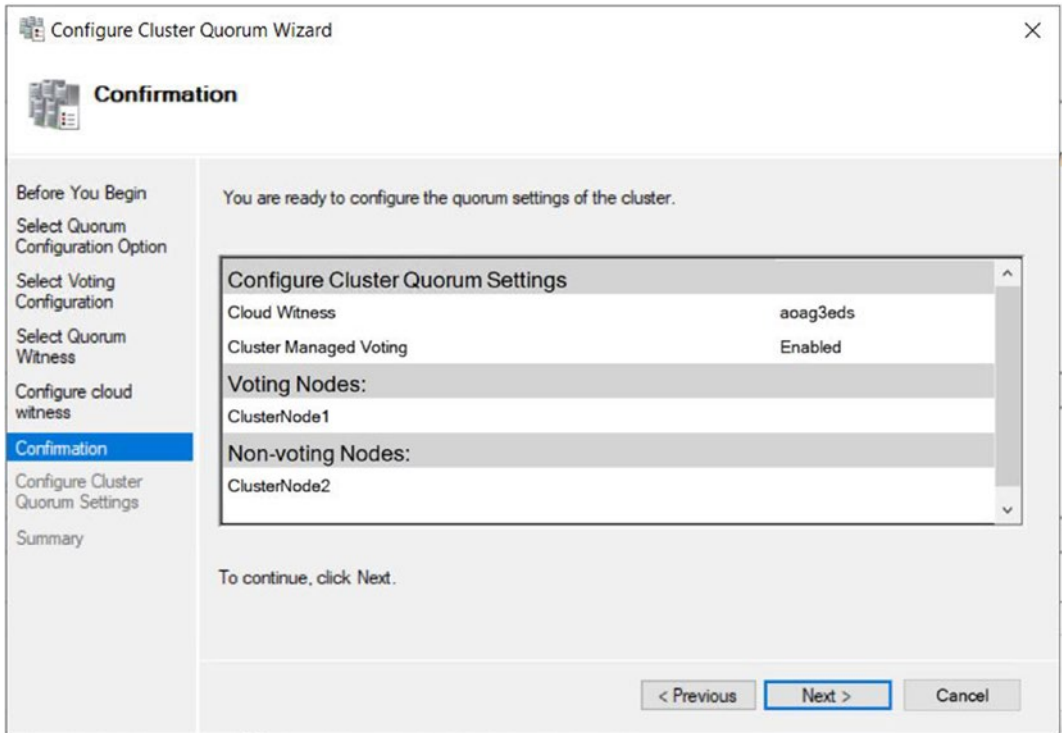 Configure Cluster Quorum Wizard
Confirmation
Before You Begin
Select Quorum
Configuration Option
Select Voting
Configuration
Select Quorum
Witness
Configure cloud
witness
Confirmation
Configure Cluster
Quorum Settings
Summary
You are ready to configure the quorum settings of the cluster.
Configure Cluster Quorum Settings
Cloud Witness aoag3eds
Cluster Managed Voting Enabled
Voting Nodes:
ClusterNode1
Non-voting Nodes:
ClusterNode2
To continue, click Next.
< Previous Next > Cancel